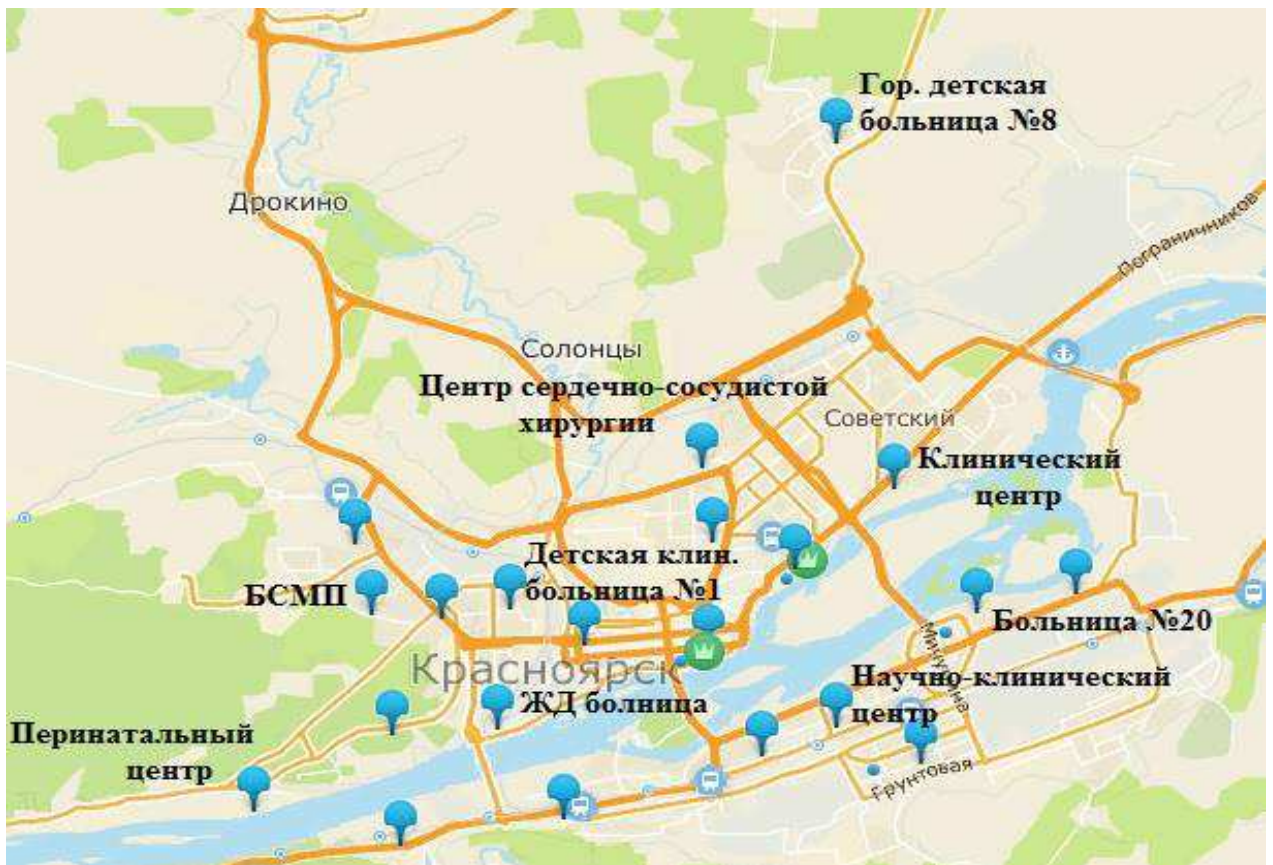 Гор. детская
больница №8
Дрокино
Пограничников
Солонцы
Центр сердечно-сосудистой
хирургии
Советский
Клинический
центр
Детская клин.
больница №1
БСМП
Больница №20
Мичурина
Красноярск
ЖД болница
Научно-клинический
центр
Перинатальный
центр
Грунтовая